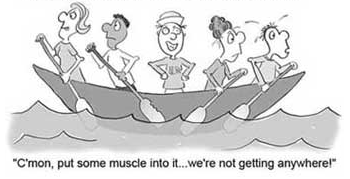 "C'mon, put some muscle into it...we're not getting anywhere!"